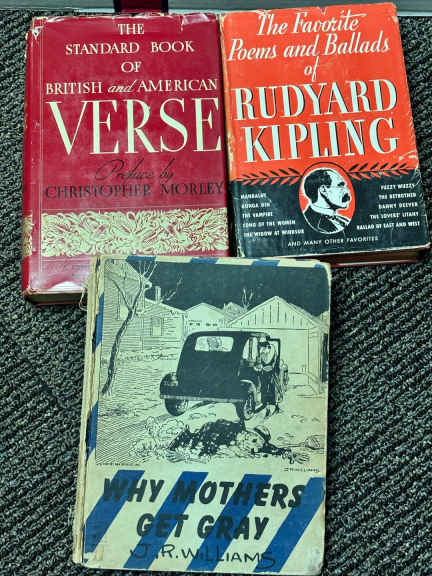 THE
STANDARD BOOK
OF
BRITISH and AMERICAN
VERSE
Preface by
CHRISTOPHER MORLEY
The Favorite
Poems and Ballads
of
RUDYARD
KIPLING
MANDALAY
GUNGA DIN
THE VAMPIRE
SONG OF THE WOMEN
THE WIDOW AT WINDSOR
FUZZY WUZZY
THE BETROTHED
DANNY DEEVER
THE LOVERS' LITANY
BALLAD OF EAST AND WEST
AND MANY OTHER FAVORITES
J.R.WILLIAMS
WHY MOTHERS
GET GRAY
J.R.WILLIAMS